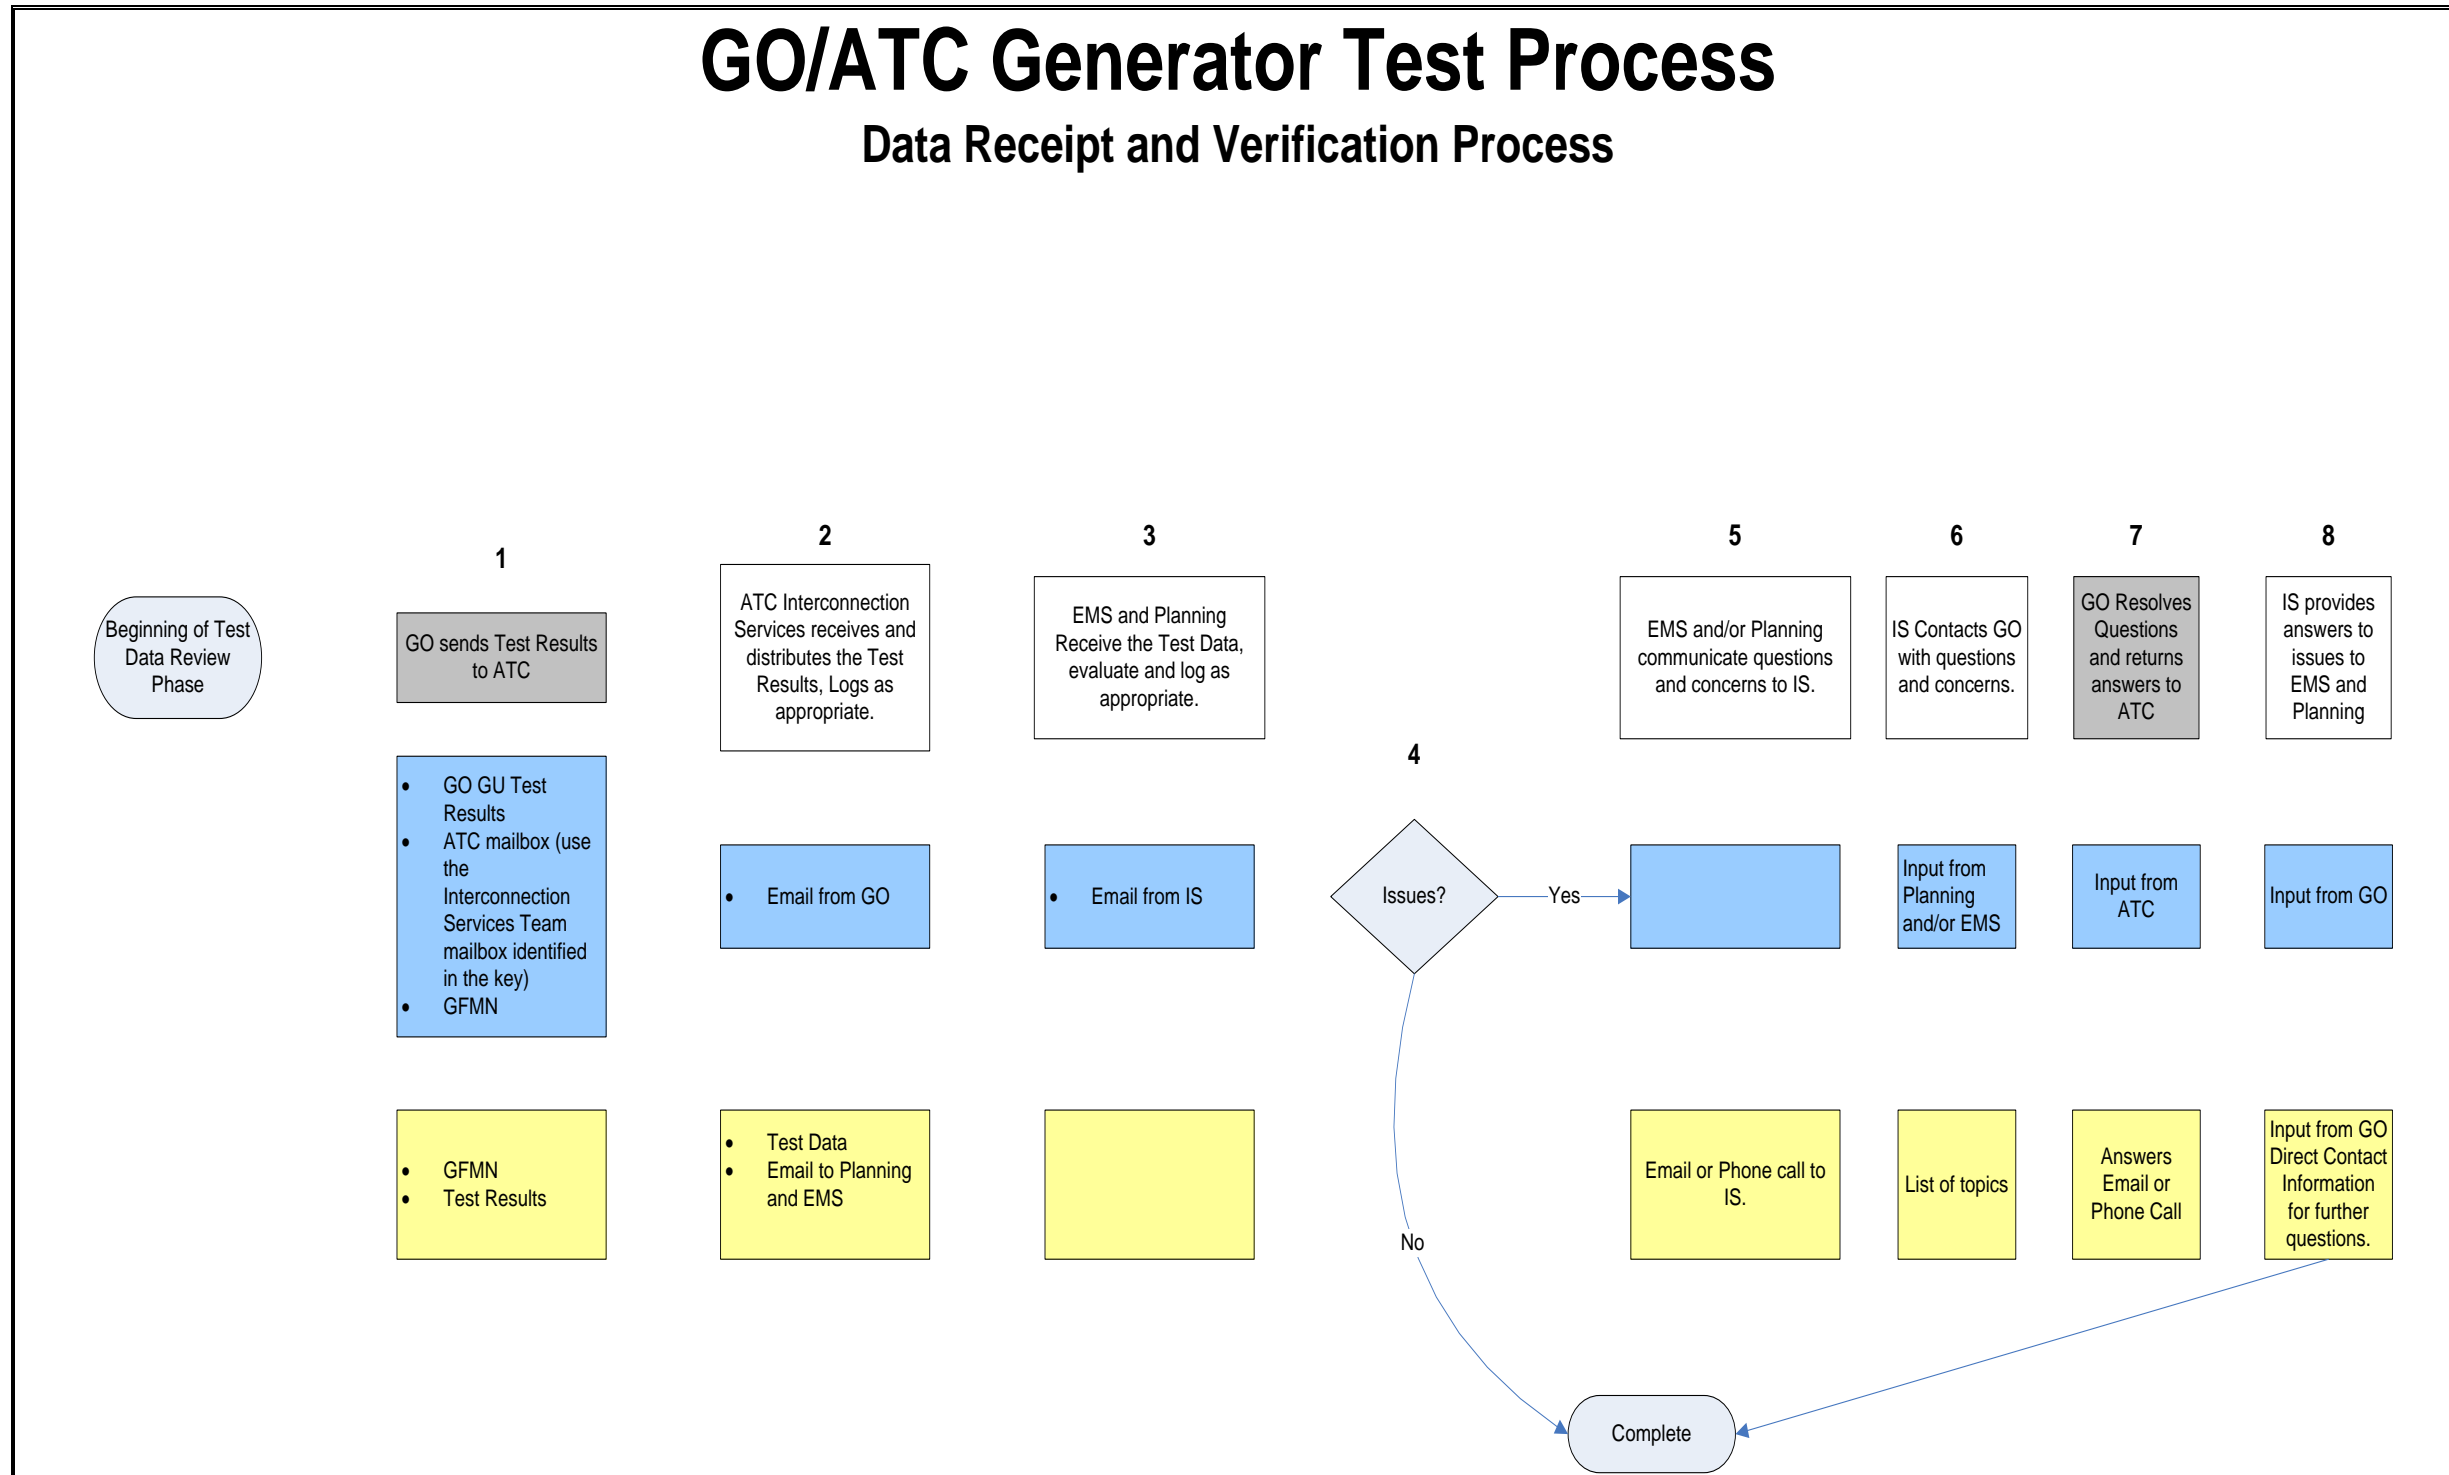 GO/ATC Generator Test Process
Data Receipt and Verification Process
1
2
3
4
5
6
7
8
Beginning of Test
Data Review
Phase
GO sends Test Results
to ATC
ATC Interconnection
Services receives and
distributes the Test
Results, Logs as
appropriate.
EMS and Planning
Receive the Test Data,
evaluate and log as
appropriate.
EMS and/or Planning
communicate questions
and concerns to IS.
IS Contacts GO
with questions
and concerns.
GO Resolves
Questions
and returns
answers to
ATC
IS provides
answers to
issues to
EMS and
Planning
• GO GU Test
Results
• ATC mailbox (use
the
Interconnection
Services Team
mailbox identified
in the key)
• GFMN
• Email from GO
• Email from IS
Issues?
Yes
Input from
Planning
and/or EMS
Input from
ATC
Input from GO
• GFMN
• Test Results
• Test Data
• Email to Planning
and EMS
Email or Phone call to
IS.
List of topics
Answers
Email or
Phone Call
Input from GO
Direct Contact
Information
for further
questions.
No
Complete